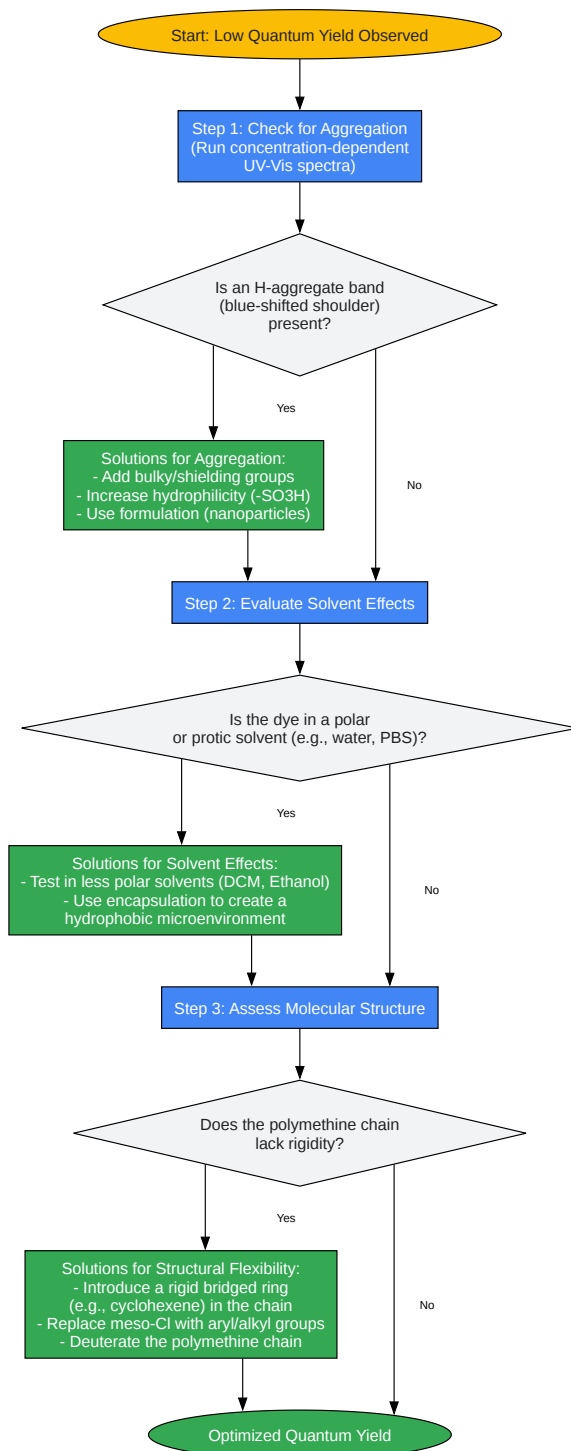 Start: Low Quantum Yield Observed
Step 1: Check for Aggregation
(Run concentration-dependent
UV-Vis spectra)
Is an H-aggregate band
(blue-shifted shoulder)
present?
Yes
Solutions for Aggregation:
- Add bulky/shielding groups
- Increase hydrophilicity (-SO3H)
- Use formulation (nanoparticles)
No
Step 2: Evaluate Solvent Effects
Is the dye in a polar
or protic solvent (e.g., water, PBS)?
Yes
Solutions for Solvent Effects:
- Test in less polar solvents (DCM, Ethanol)
- Use encapsulation to create a
hydrophobic microenvironment
No
Step 3: Assess Molecular Structure
Does the polymethine chain
lack rigidity?
Yes
Solutions for Structural Flexibility:
- Introduce a rigid bridged ring
(e.g., cyclohexene) in the chain
- Replace meso-Cl with aryl/alkyl groups
- Deuterate the polymethine chain
No
Optimized Quantum Yield